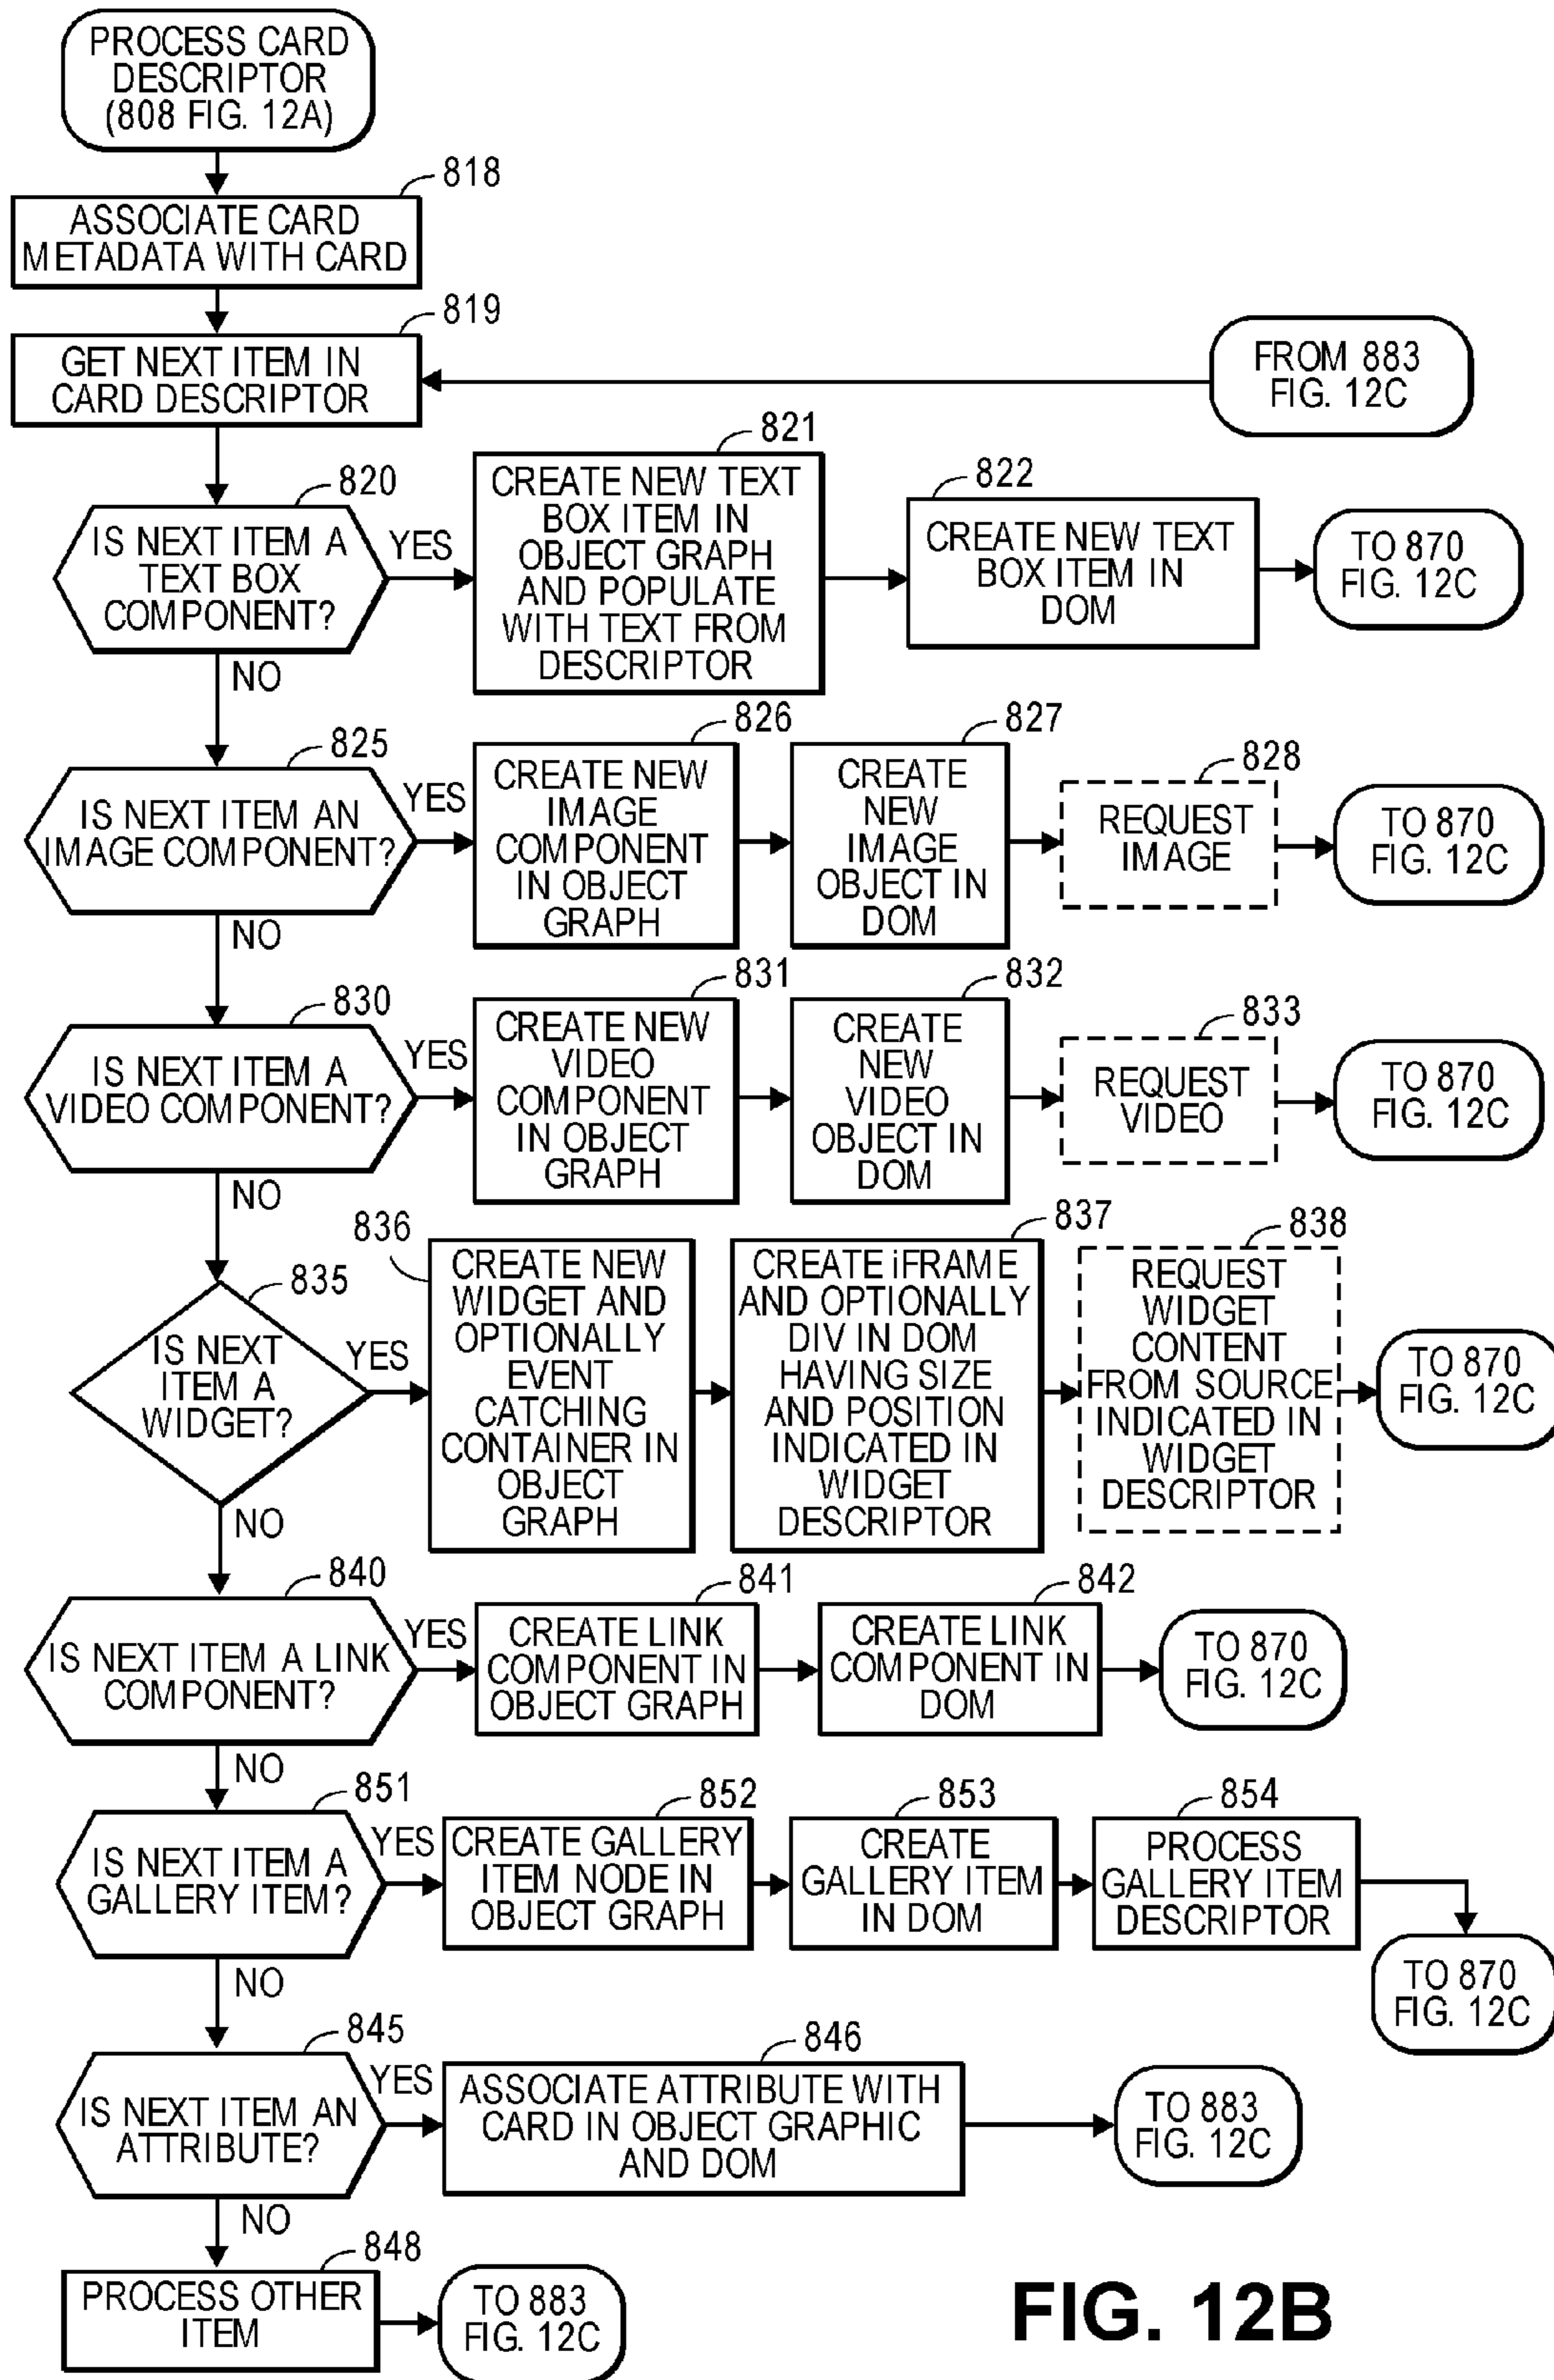 PROCESS CARD
DESCRIPTOR
(808 FIG. 12A)
818
ASSOCIATE CARD
METADATA WITH CARD
819
GET NEXT ITEM IN
CARD DESCRIPTOR
FROM 883
FIG. 12C
820
IS NEXT ITEM A
TEXT BOX
COMPONENT?
YES
821
CREATE NEW TEXT
BOX ITEM IN
OBJECT GRAPH
AND POPULATE
WITH TEXT FROM
DESCRIPTOR
822
CREATE NEW TEXT
BOX ITEM IN
DOM
TO 870
FIG. 12C
NO
825
IS NEXT ITEM AN
IMAGE COMPONENT?
YES
826
CREATE NEW
IMAGE
COMPONENT
IN OBJECT
GRAPH
827
CREATE
NEW
IMAGE
OBJECT IN
DOM
828
REQUEST
IMAGE
TO 870
FIG. 12C
NO
830
IS NEXT ITEM A
VIDEO COMPONENT?
YES
831
CREATE NEW
VIDEO
COMPONENT
IN OBJECT
GRAPH
832
CREATE
NEW
VIDEO
OBJECT IN
DOM
833
REQUEST
VIDEO
TO 870
FIG. 12C
NO
835
IS NEXT
ITEM A
WIDGET?
YES
836
CREATE NEW
WIDGET AND
OPTIONALLY
EVENT
CATCHING
CONTAINER IN
OBJECT
GRAPH
837
CREATE iFRAME
AND OPTIONALLY
DIV IN DOM
HAVING SIZE
AND POSITION
INDICATED IN
WIDGET
DESCRIPTOR
838
REQUEST
WIDGET
CONTENT
FROM SOURCE
INDICATED IN
WIDGET
DESCRIPTOR
TO 870
FIG. 12C
NO
840
IS NEXT ITEM A LINK
COMPONENT?
YES
841
CREATE LINK
COMPONENT IN
OBJECT GRAPH
842
CREATE LINK
COMPONENT IN
DOM
TO 870
FIG. 12C
NO
851
IS NEXT ITEM A
GALLERY ITEM?
YES
852
CREATE GALLERY
ITEM NODE IN
OBJECT GRAPH
853
CREATE
GALLERY ITEM
IN DOM
854
PROCESS
GALLERY ITEM
DESCRIPTOR
TO 870
FIG. 12C
NO
845
IS NEXT ITEM AN
ATTRIBUTE?
YES
846
ASSOCIATE ATTRIBUTE WITH
CARD IN OBJECT GRAPHIC
AND DOM
TO 883
FIG. 12C
NO
848
PROCESS OTHER
ITEM
TO 883
FIG. 12C
FIG. 12B